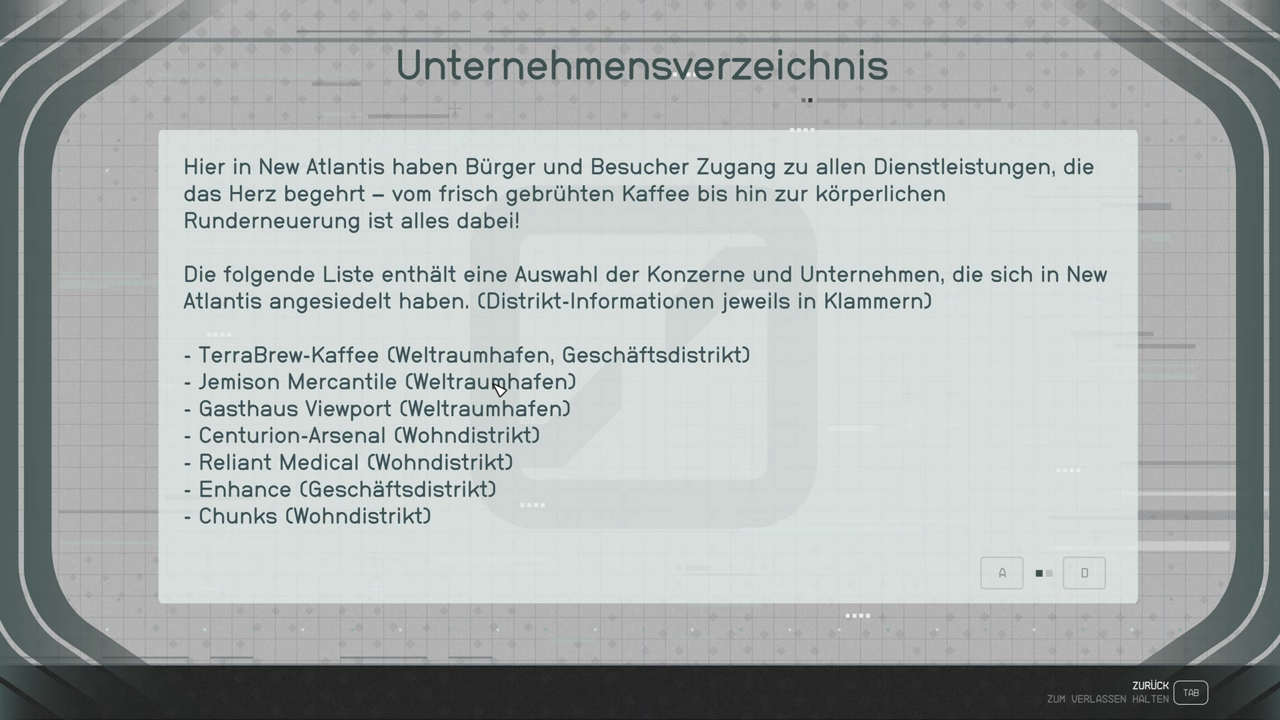 Unternehmensverzeichnis
Hier in New Atlantis haben Bürger und Besucher Zugang zu allen Dienstleistungen, die
das Herz begehrt – vom frisch gebrühten Kaffee bis hin zur körperlichen
Runderneuerung ist alles dabei!
Die folgende Liste enthält eine Auswahl der Konzerne und Unternehmen, die sich in New
Atlantis angesiedelt haben. (Distrikt-Informationen jeweils in Klammern)
- TerraBrew-Kaffee (Weltraumhafen, Geschäftsdistrikt)
- Jemison Mercantile (Weltraumhafen)
- Gasthaus Viewport (Weltraumhafen)
- Centurion-Arsenal (Wohndistrikt)
- Reliant Medical (Wohndistrikt)
- Enhance (Geschäftsdistrikt)
- Chunks (Wohndistrikt)
A D
ZURÜCK
ZUM VERLASSEN HALTEN TAB